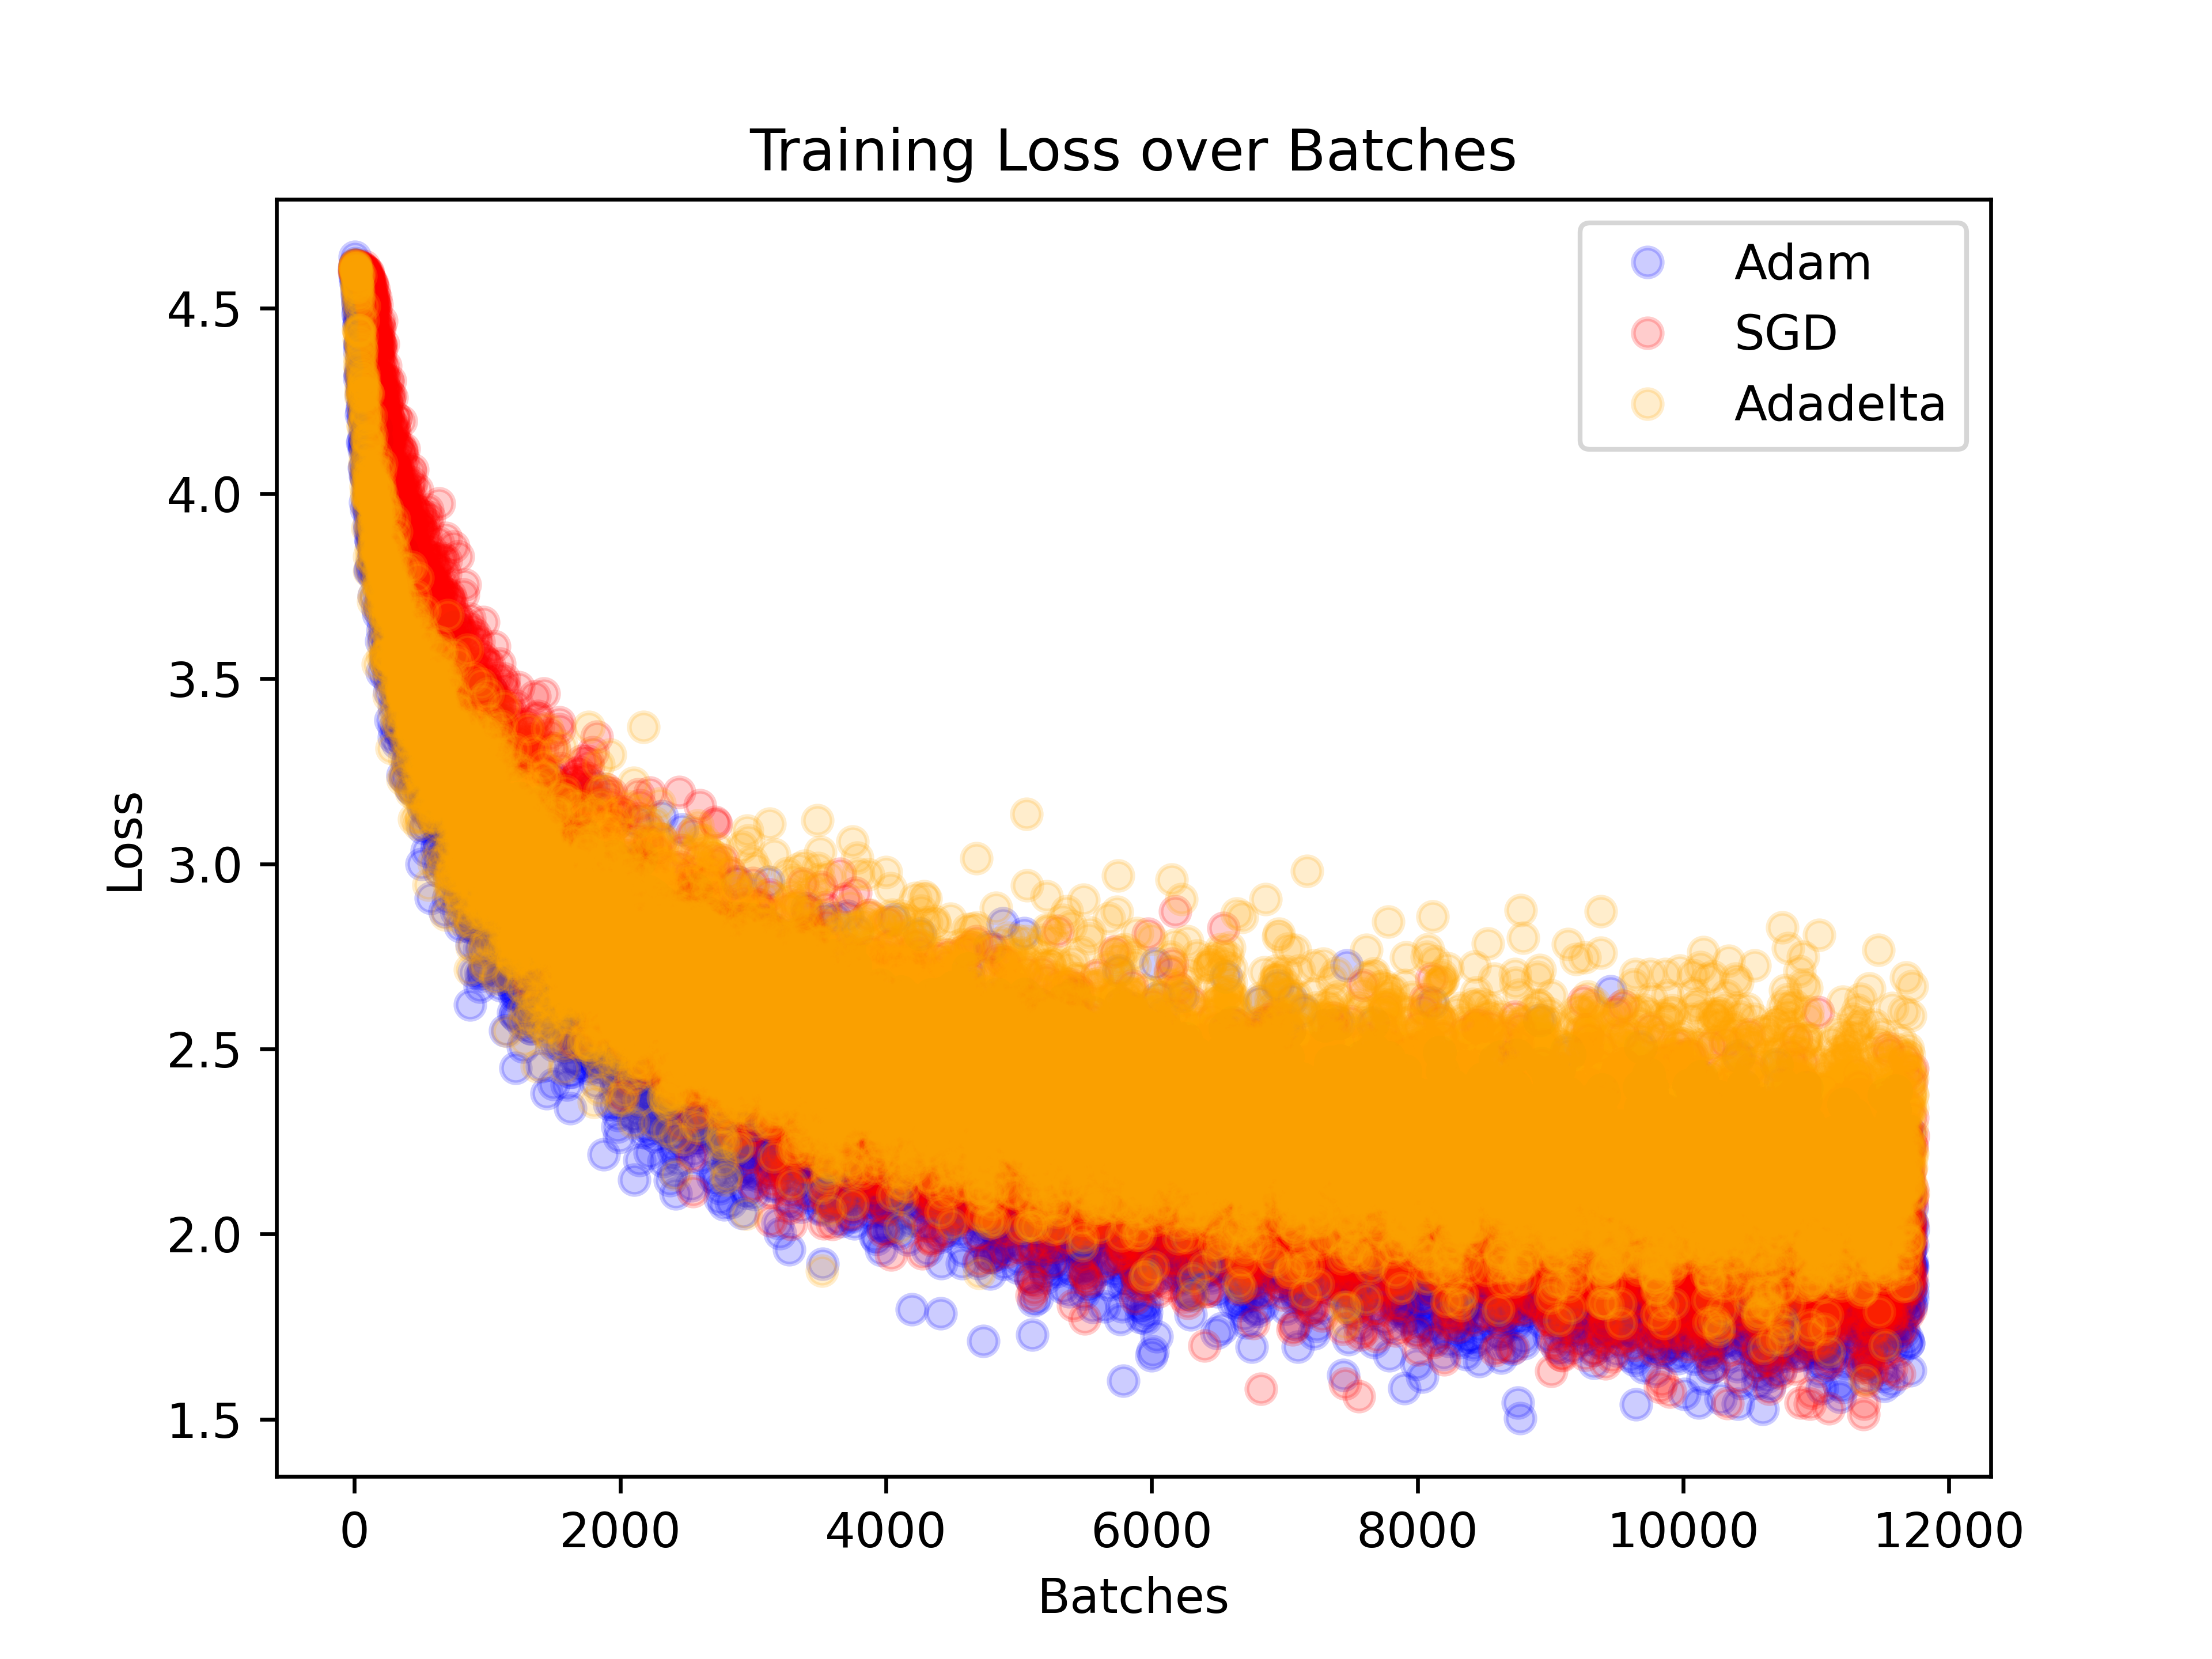 Training Loss over Batches
Adam
SGD
Adadelta
4.5
4.0
3.5
3.0
2.5
2.0
1.5
Loss
0 2000 4000 6000 8000 10000 12000
Batches